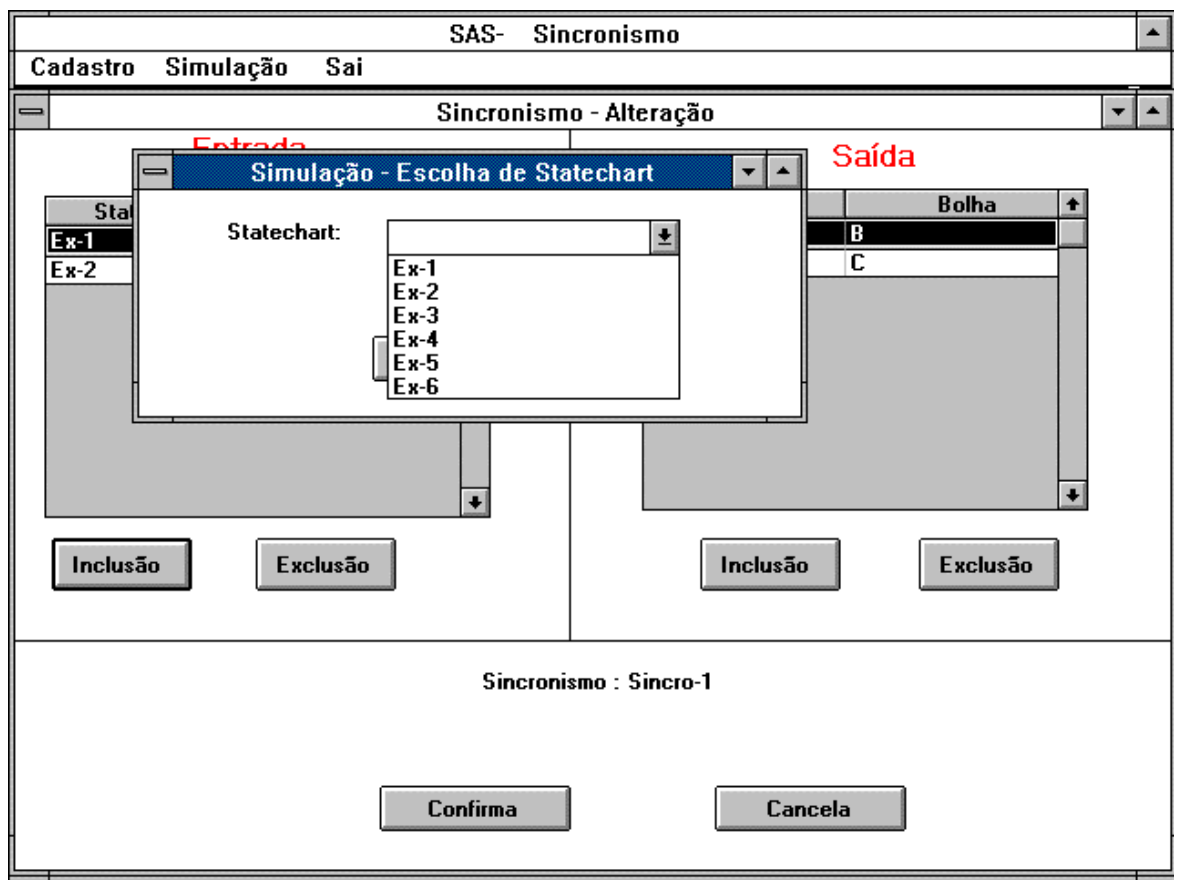 SAS- Sincronismo
Cadastro Simulação Sai
Sincronismo - Alteração
Entrada
Saída
Simulação - Escolha de Statechart
Statechart:
Ex-1
Ex-2
Ex-3
Ex-4
Ex-5
Ex-6
Ex-1
Ex-2
Bolha
B
C
Inclusão Exclusão
Inclusão Exclusão
Sincronismo : Sincro-1
Confirma Cancela